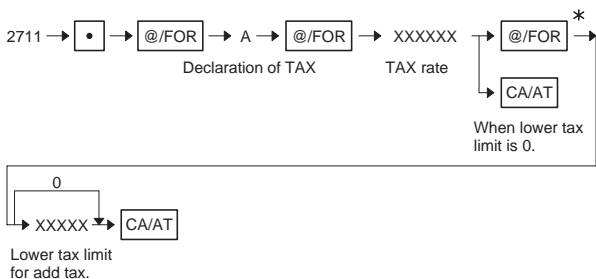 2711 • @/FOR A @/FOR XXXXXX @/FOR *
Declaration of TAX TAX rate
CA/AT
When lower tax
limit is 0.
0
XXXXX CA/AT
Lower tax limit
for add tax.